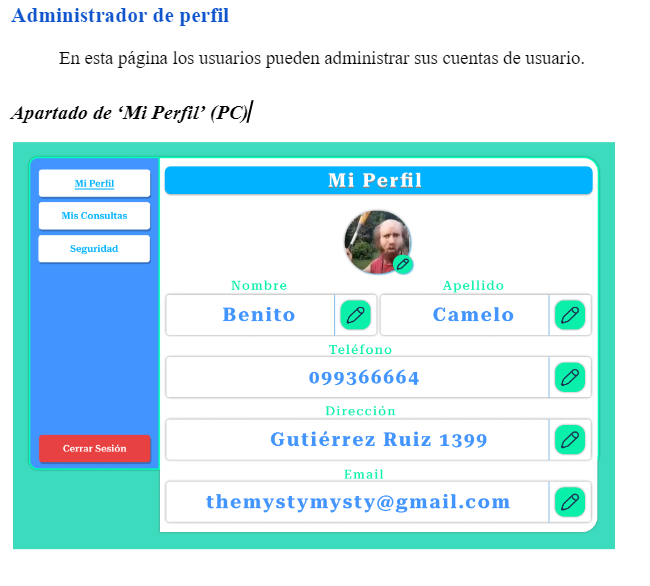 Administrador de perfil
En esta página los usuarios pueden administrar sus cuentas de usuario.
Apartado de ‘Mi Perfil’ (PC)
Mi Perfil
Mis Consultas
Seguridad
Cerrar Sesión
Mi Perfil
Nombre
Apellido
Benito
Camelo
Teléfono
099366664
Dirección
Gutiérrez Ruiz 1399
Email
themystymysty@gmail.com